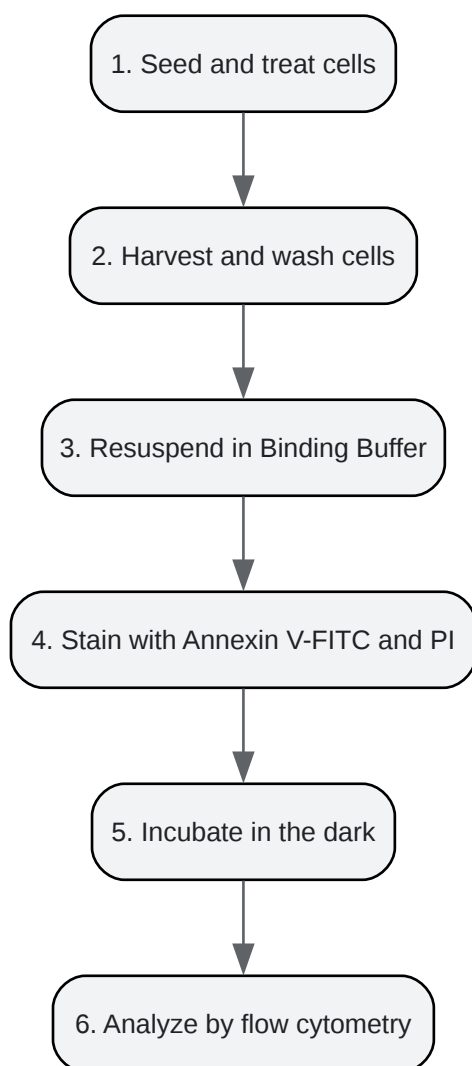 1. Seed and treat cells
2. Harvest and wash cells
3. Resuspend in Binding Buffer
4. Stain with Annexin V-FITC and PI
5. Incubate in the dark
6. Analyze by flow cytometry